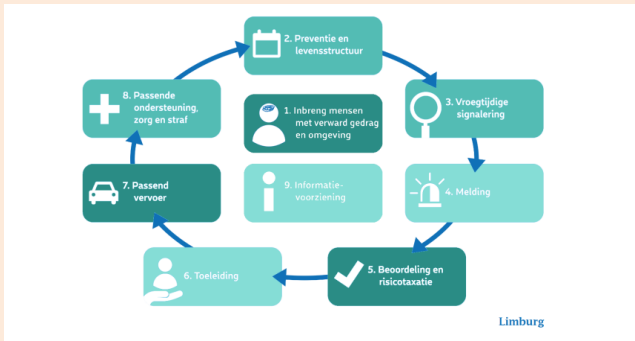 2. Preventie en
levensstructuur
8. Passende
ondersteuning,
zorg en straf
1. Inbreng mensen
met verward gedrag
en omgeving
3. Vroegtijdige
signalering
7. Passend
vervoer
9. Informatie-
voorziening
4. Melding
6. Toeleiding
5. Beoordeling en
risicotaxatie
Limburg